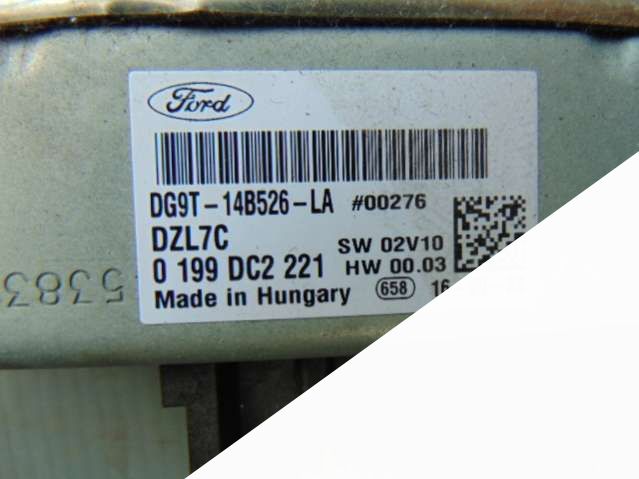 Ford
DG9T-14B526-LA #00276
DZL7C
SW 02V10
0 199 DC2 221 HW 00.03
Made in Hungary 658 16
5383